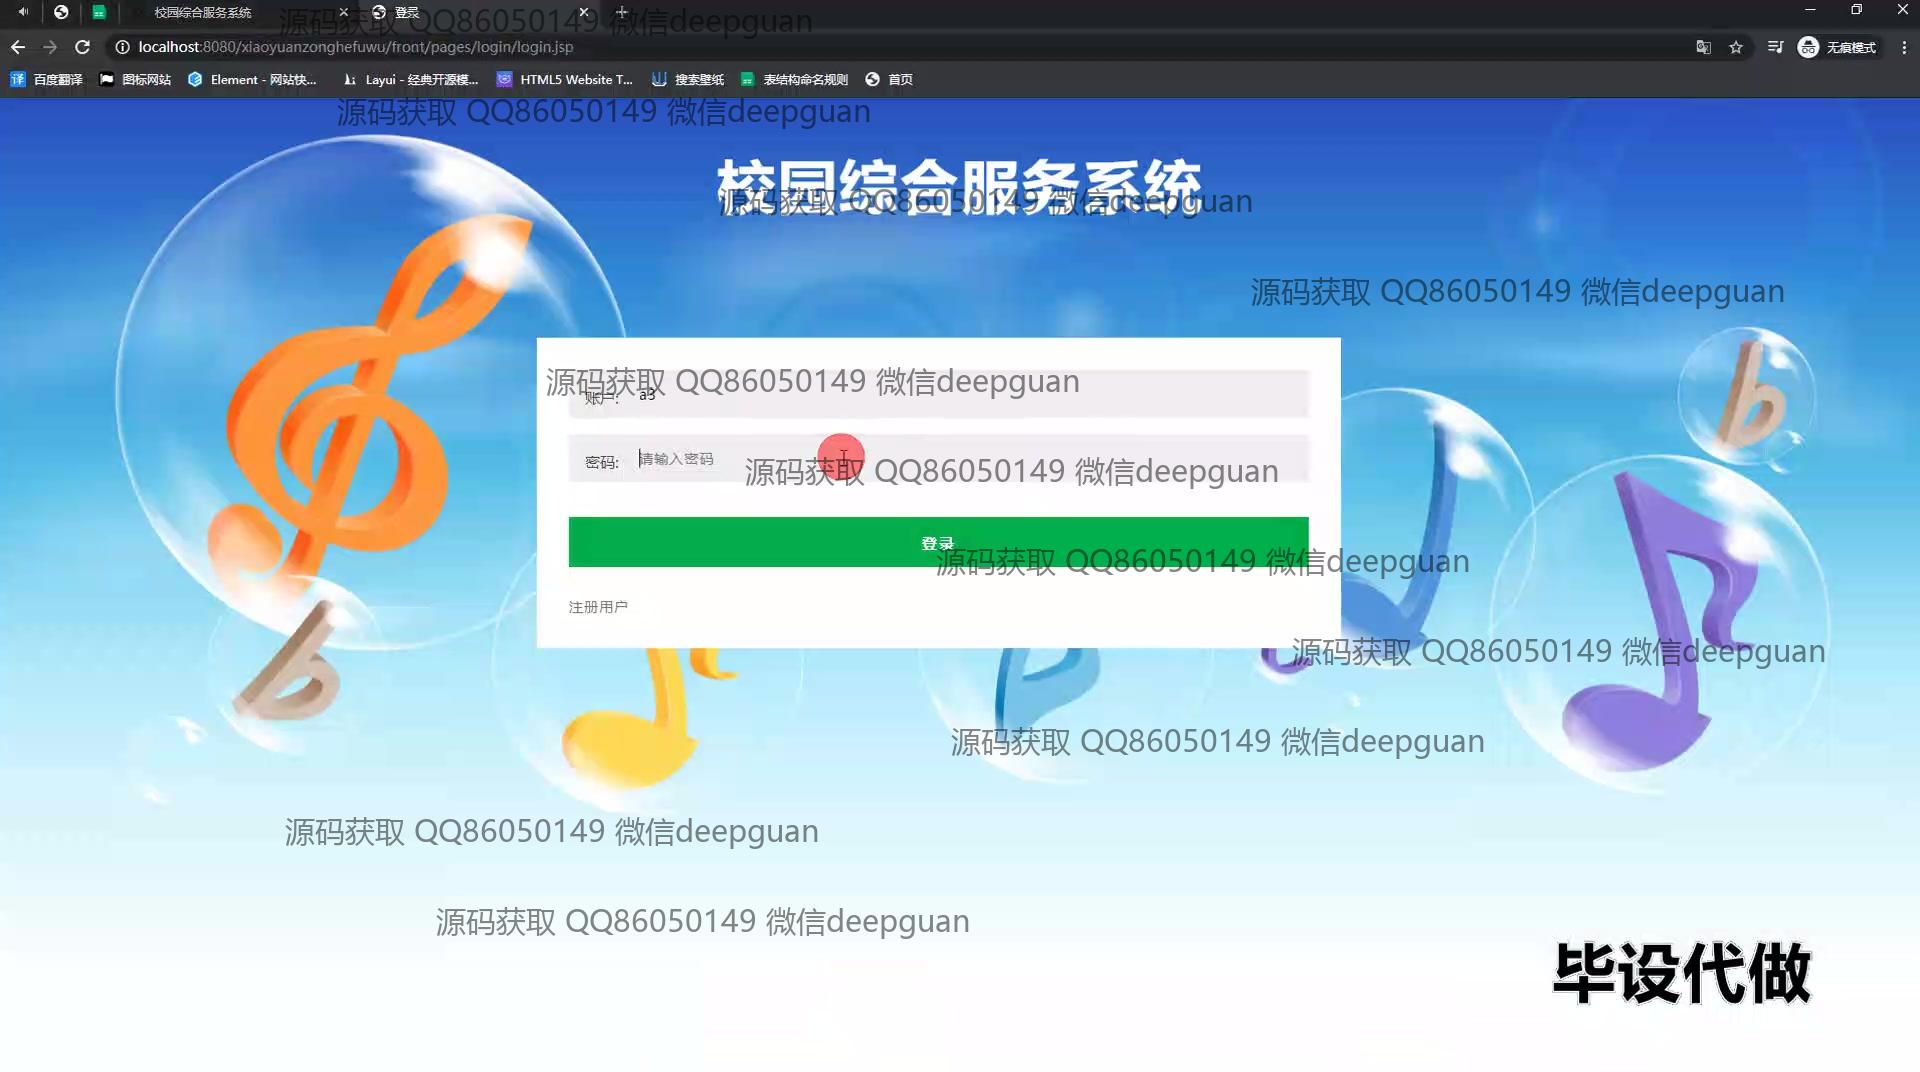 校园综合服务系统
登录
源码获取 QQ86050149 微信deepguan
localhost:8080/xiaoyuanzonghefuwu/front/pages/login/login.jsp
无痕模式
百度翻译
图标网站
Element - 网站快...
Layui - 经典开源模...
HTML5 Website T...
搜索壁纸
表结构命名规则
首页
源码获取 QQ86050149 微信deepguan
校园综合服务系统
源码获取 QQ86050149 微信deepguan
源码获取 QQ86050149 微信deepguan
源码获取 QQ86050149 微信deepguan
账户: a3
密码: 请输入密码
源码获取 QQ86050149 微信deepguan
登录
源码获取 QQ86050149 微信deepguan
注册用户
源码获取 QQ86050149 微信deepguan
源码获取 QQ86050149 微信deepguan
源码获取 QQ86050149 微信deepguan
源码获取 QQ86050149 微信deepguan
毕设代做